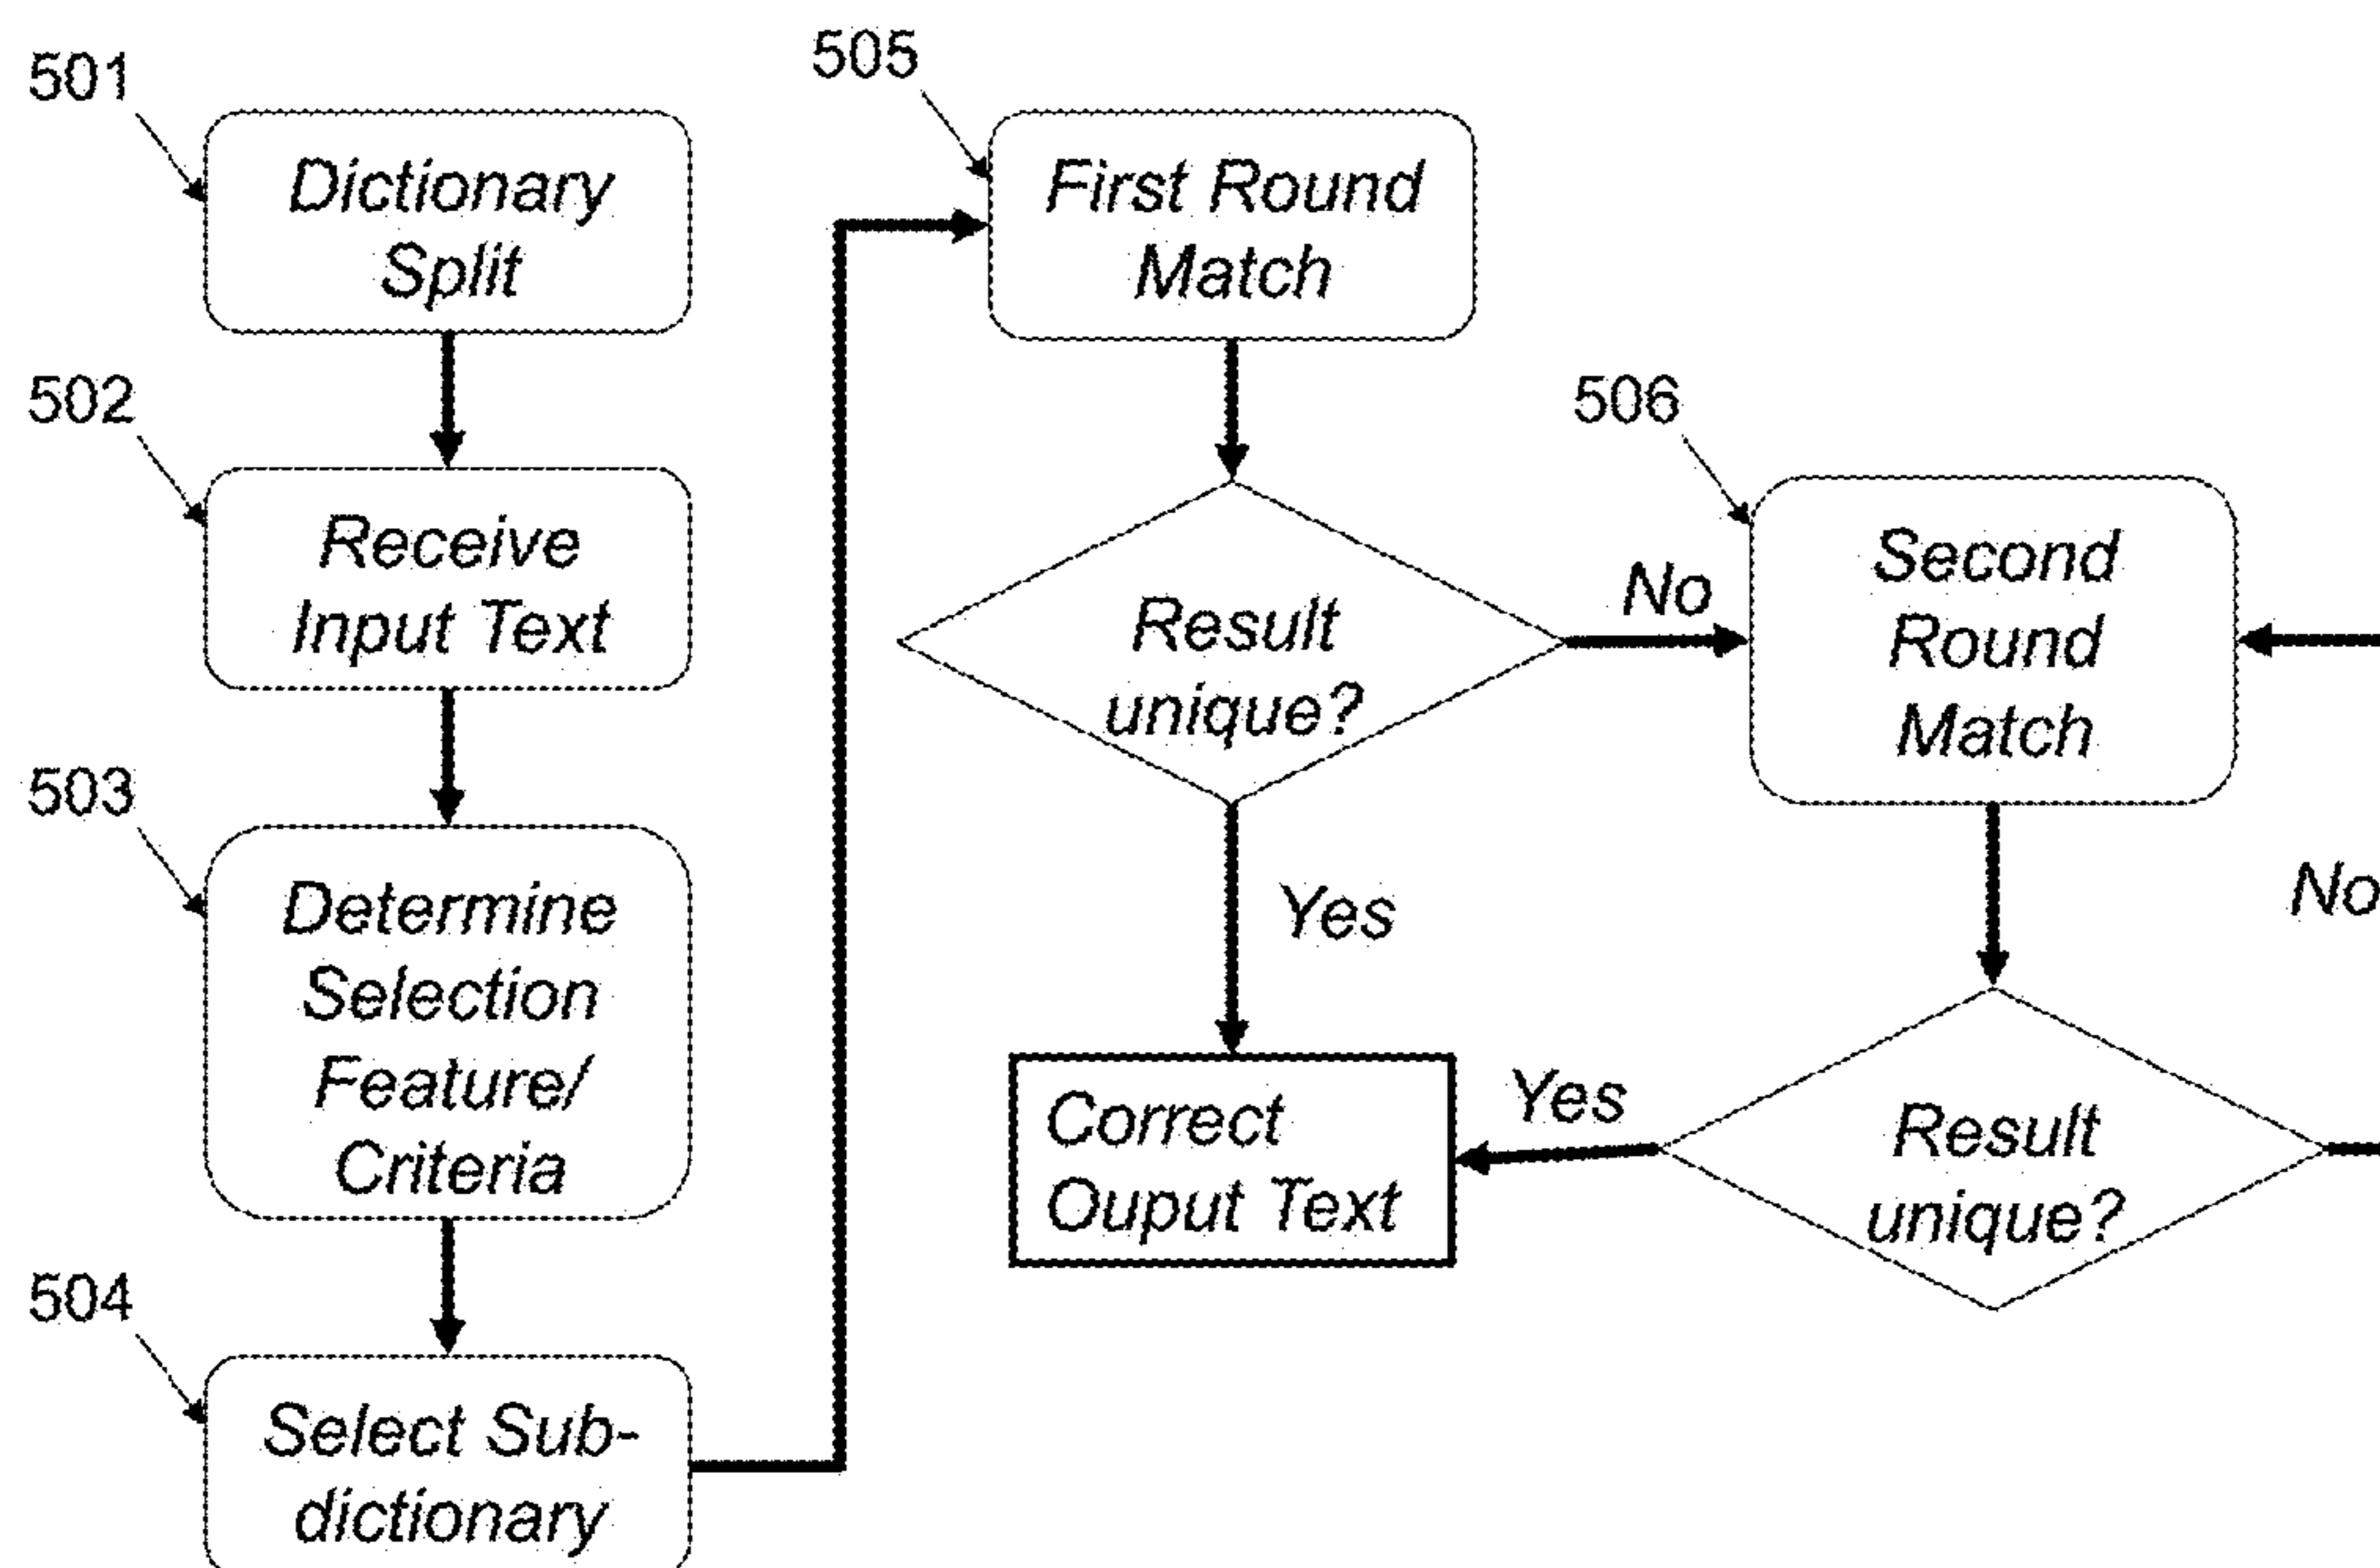 501
Dictionary
Split
502
Receive
Input Text
503
Determine
Selection
Feature/
Criteria
504
Select Sub-
dictionary
505
First Round
Match
Result
unique?
No
Yes
506
Second
Round
Match
No
Result
unique?
Yes
Correct
Ouput Text